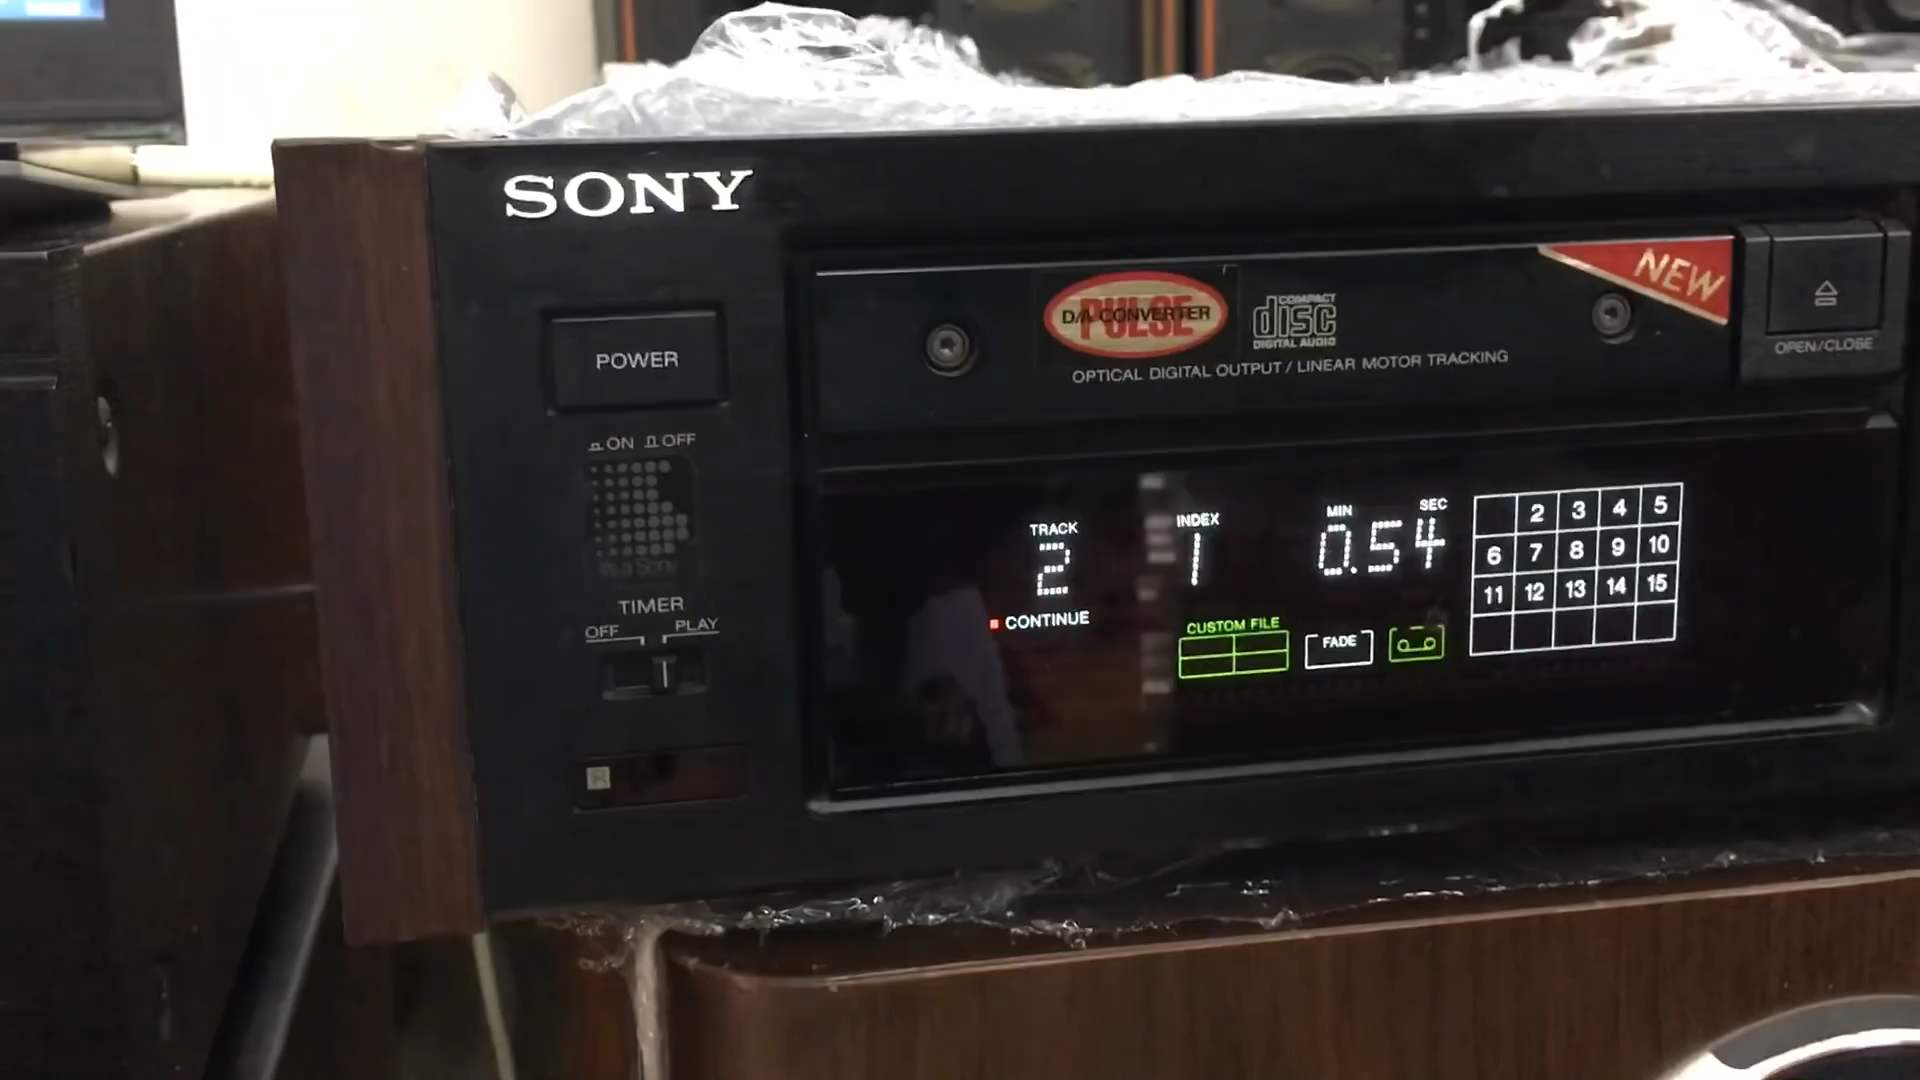 SONY
NEW
PULSE
D/A CONVERTER
COMPACT
disc
DIGITAL AUDIO
OPTICAL DIGITAL OUTPUT / LINEAR MOTOR TRACKING
OPEN/CLOSE
POWER
ON OFF
It's a Sony
TIMER
OFF PLAY
R
TRACK INDEX MIN SEC
2 1 0.54
CONTINUE
CUSTOM FILE
FADE
2 3 4 5
6 7 8 9 10
11 12 13 14 15